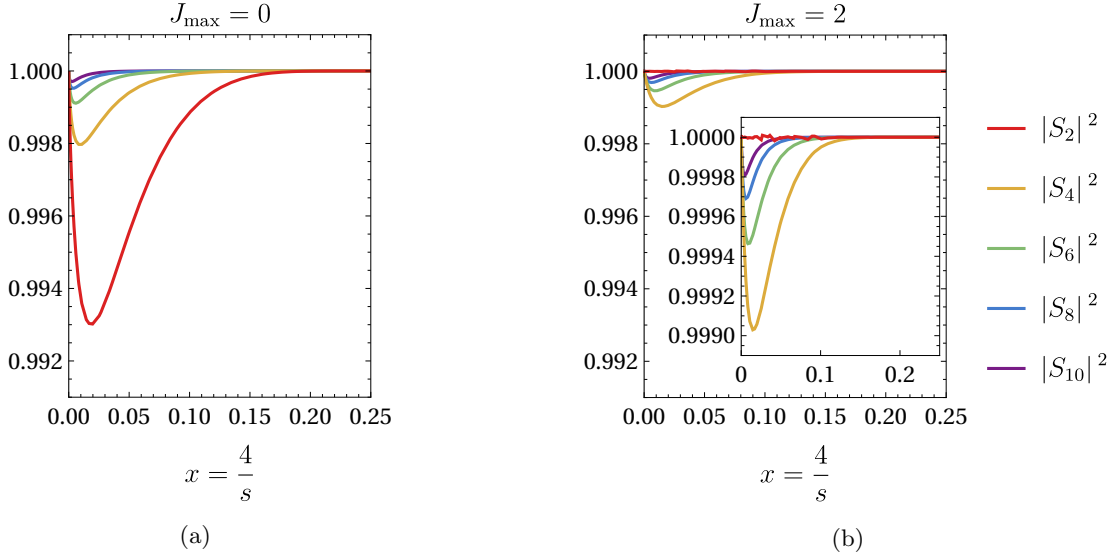 J_max = 0
1.000
0.998
0.996
0.994
0.992
0.00 0.05 0.10 0.15 0.20 0.25
x = 4/s
(a)
J_max = 2
1.000
0.998
0.996
0.994
0.992
0.00 0.05 0.10 0.15 0.20 0.25
1.0000
0.9998
0.9996
0.9994
0.9992
0.9990
0 0.1 0.2
x = 4/s
(b)
|S_2|^2
|S_4|^2
|S_6|^2
|S_8|^2
|S_10|^2